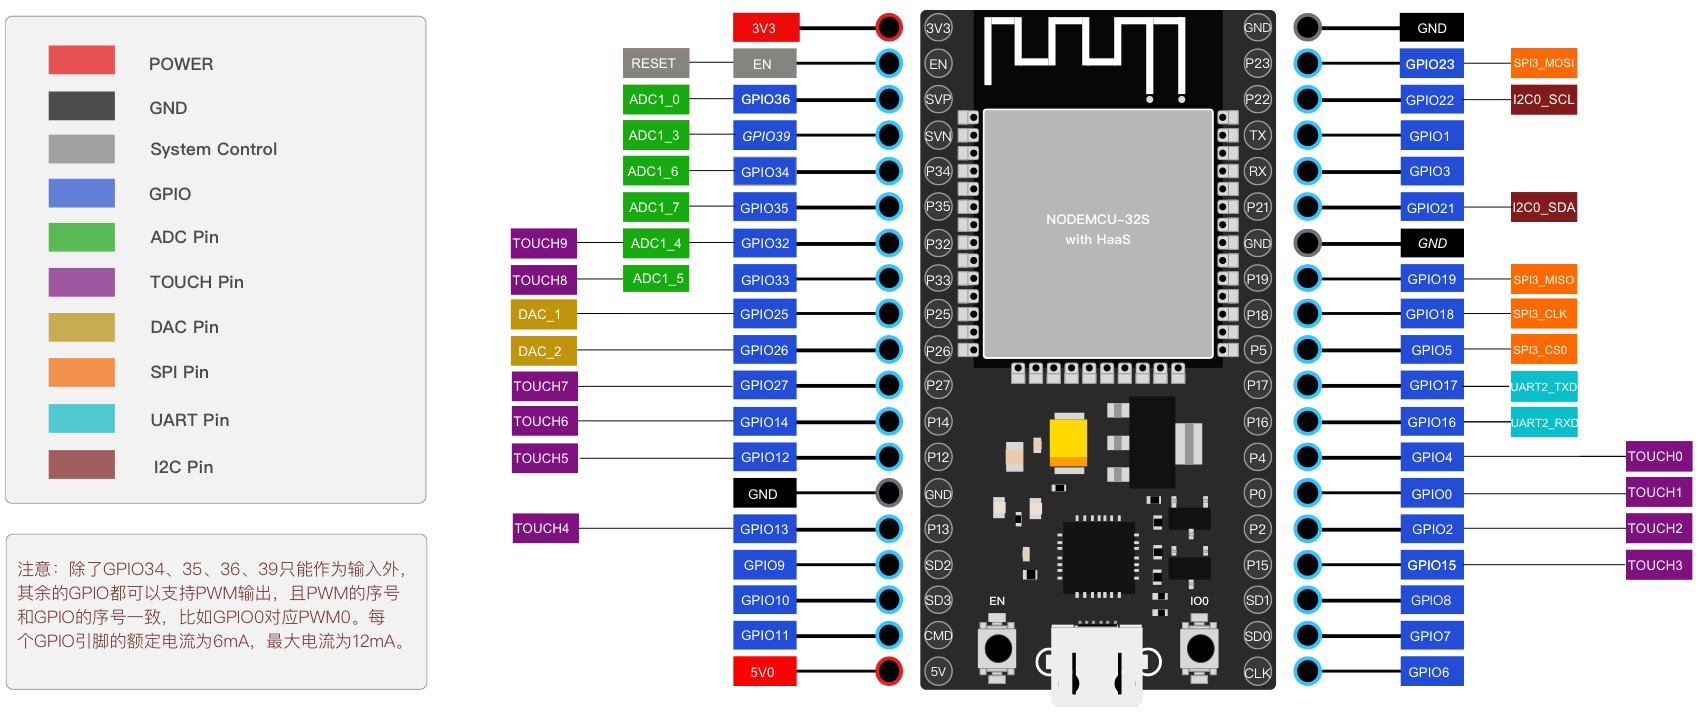 POWER
GND
System Control
GPIO
ADC Pin
TOUCH Pin
DAC Pin
SPI Pin
UART Pin
I2C Pin
注意：除了GPIO34、35、36、39只能作为输入外，
其余的GPIO都可以支持PWM输出，且PWM的序号
和GPIO的序号一致，比如GPIO0对应PWM0。每
个GPIO引脚的额定电流为6mA，最大电流为12mA。
3V3 3V3 GND GND
RESET EN EN P23 GPIO23 SPI3_MOSI
ADC1_0 GPIO36 SVP P22 GPIO22 I2C0_SCL
ADC1_3 GPIO39 SVN TX GPIO1
ADC1_6 GPIO34 P34 RX GPIO3
ADC1_7 GPIO35 P35 P21 GPIO21 I2C0_SDA
NODEMCU-32S
with HaaS
TOUCH9 ADC1_4 GPIO32 P32 GND GND
TOUCH8 ADC1_5 GPIO33 P33 P19 GPIO19 SPI3_MISO
DAC_1 GPIO25 P25 P18 GPIO18 SPI3_CLK
DAC_2 GPIO26 P26 P5 GPIO5 SPI3_CS0
TOUCH7 GPIO27 P27 P17 GPIO17 UART2_TXD
TOUCH6 GPIO14 P14 P16 GPIO16 UART2_RXD
TOUCH5 GPIO12 P12 P4 GPIO4 TOUCH0
GND GND P0 GPIO0 TOUCH1
TOUCH4 GPIO13 P13 P2 GPIO2 TOUCH2
GPIO9 SD2 P15 GPIO15 TOUCH3
GPIO10 SD3 EN IO0 SD1 GPIO8
GPIO11 CMD SD0 GPIO7
5V0 5V CLK GPIO6